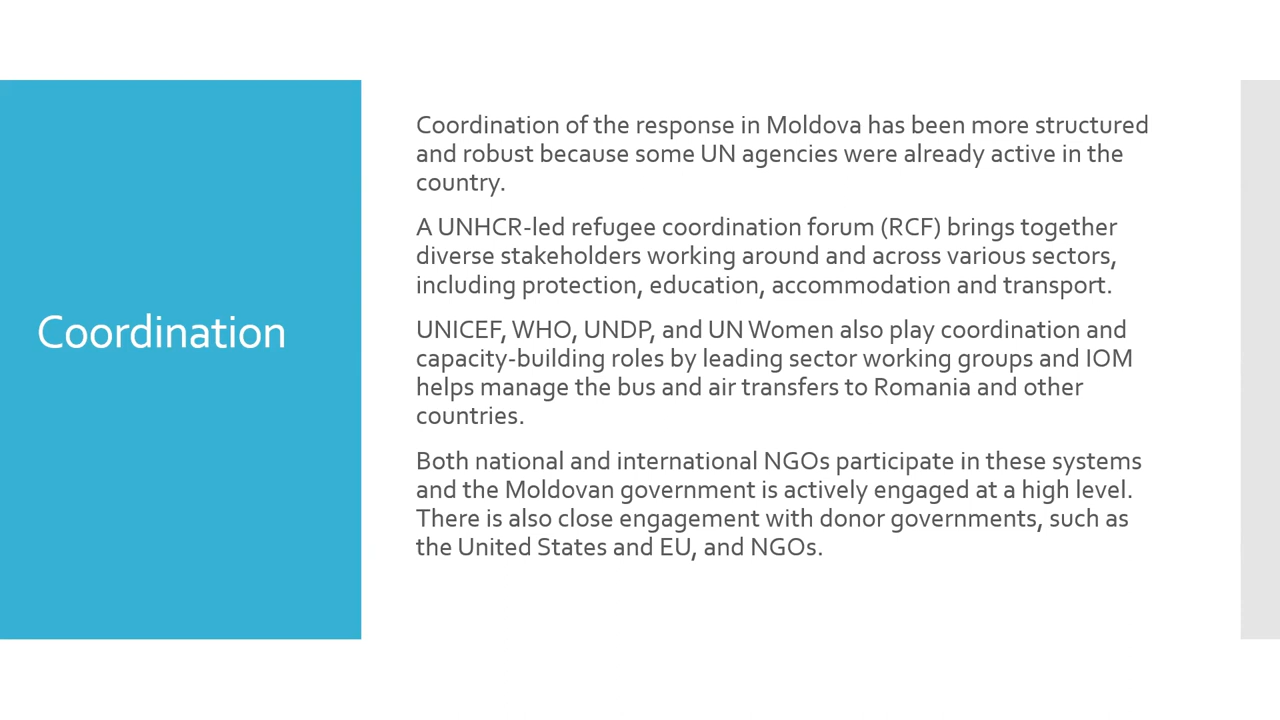 Coordination
Coordination of the response in Moldova has been more structured
and robust because some UN agencies were already active in the
country.
A UNHCR-led refugee coordination forum (RCF) brings together
diverse stakeholders working around and across various sectors,
including protection, education, accommodation and transport.
UNICEF, WHO, UNDP, and UN Women also play coordination and
capacity-building roles by leading sector working groups and IOM
helps manage the bus and air transfers to Romania and other
countries.
Both national and international NGOs participate in these systems
and the Moldovan government is actively engaged at a high level.
There is also close engagement with donor governments, such as
the United States and EU, and NGOs.